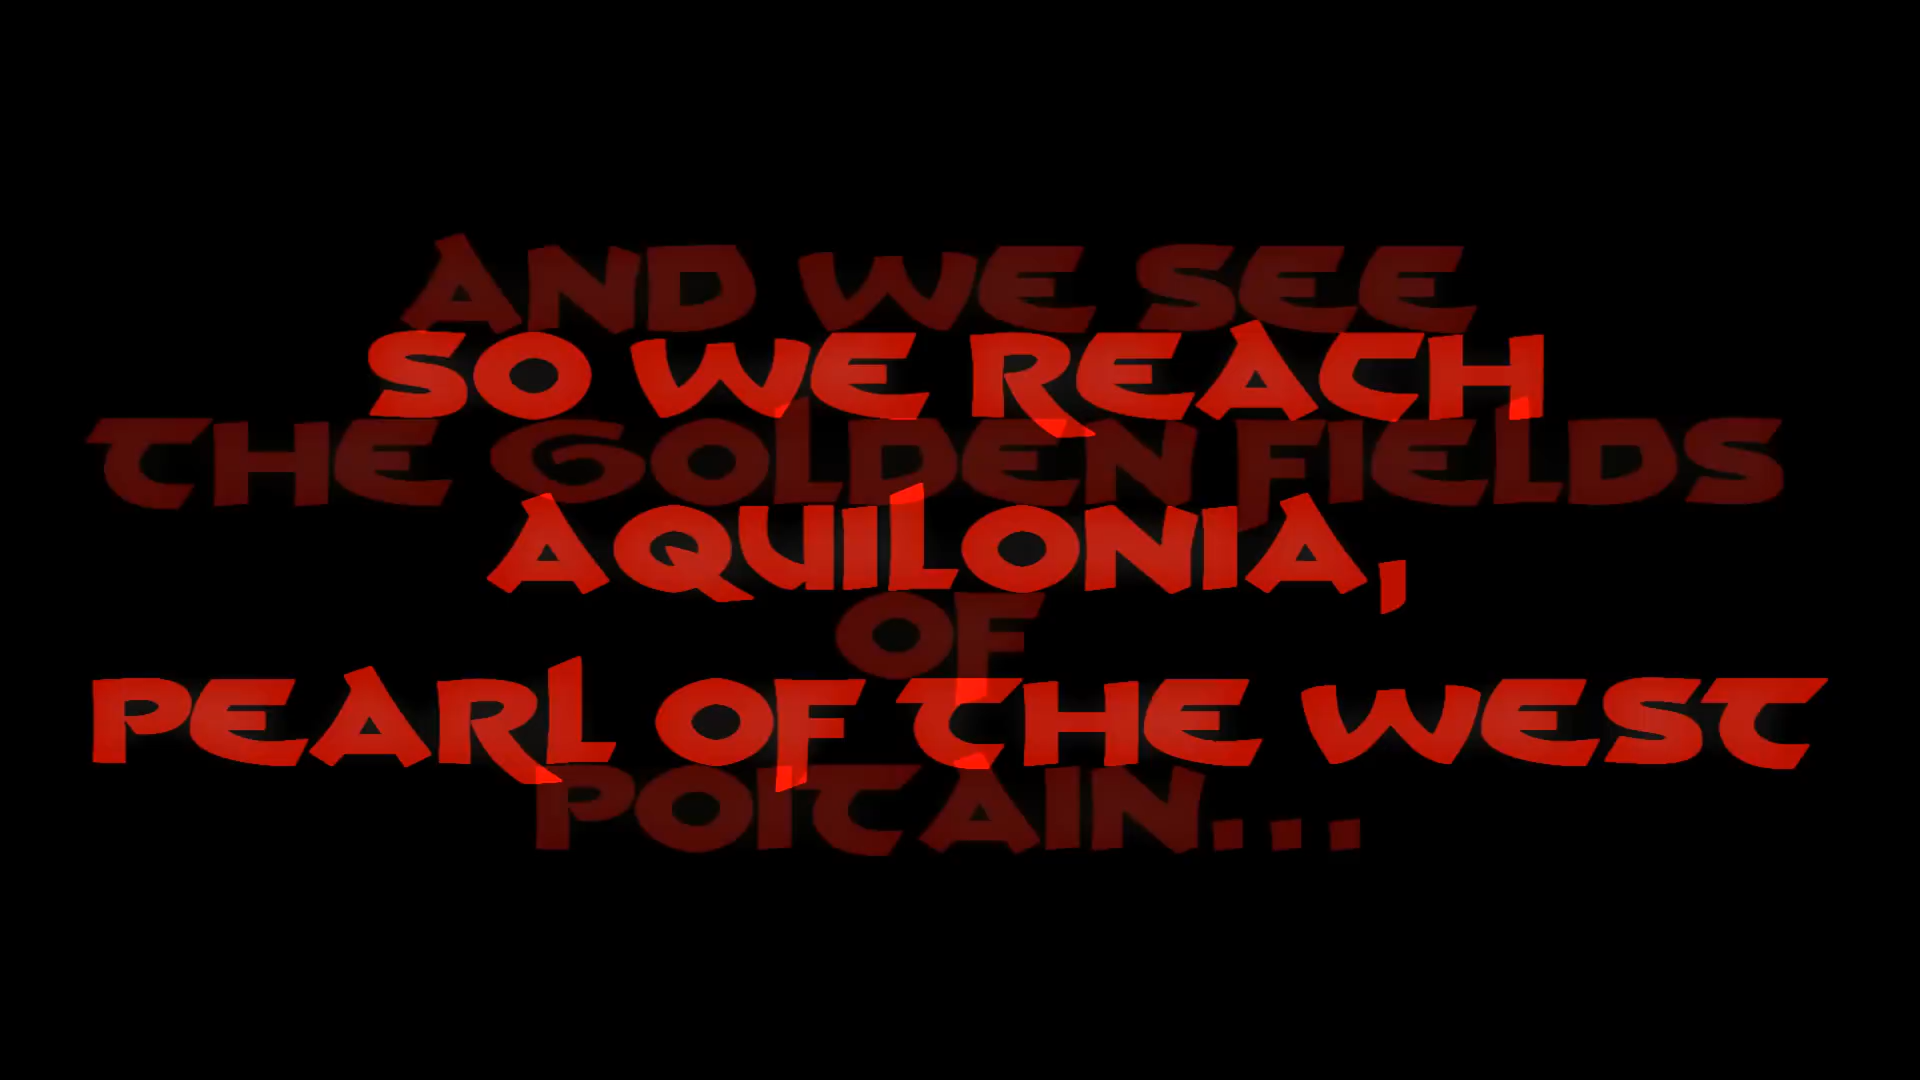 AND WE SEE
SO WE REACH
THE GOLDEN FIELDS
AQUILONIA,
OF
PEARL OF THE WEST
POITAIN...